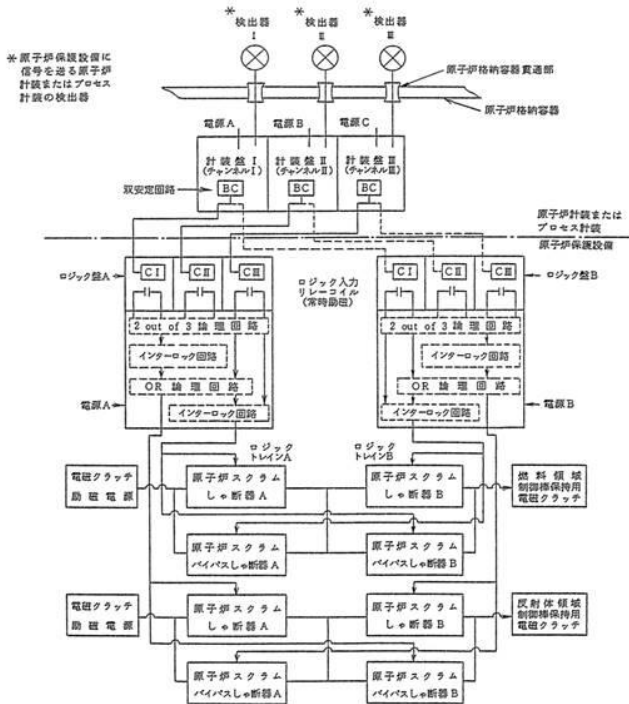 *検出器
I
*検出器
II
*検出器
III
*原子炉保護設備に
信号を送る原子炉
計装またはプロセス
計装の検出器
原子炉格納容器貫通部
原子炉格納容器
電源A
電源B
電源C
計装盤I
(チャンネルI)
計装盤II
(チャンネルII)
計装盤III
(チャンネルIII)
双安定回路
BC
BC
BC
原子炉計装または
プロセス計装
原子炉保護設備
ロジック盤A
CI
CII
CIII
ロジック入力
リレーコイル
(常時励磁)
CI
CII
CIII
ロジック盤B
2 out of 3 論理回路
2 out of 3 論理回路
インターロック回路
インターロック回路
OR論理回路
OR論理回路
電源A
インターロック回路
インターロック回路
電源B
ロジック
トレインA
ロジック
トレインB
電磁クラッチ
励磁電源
原子炉スクラム
しゃ断器A
原子炉スクラム
しゃ断器B
燃料領域
制御棒保持用
電磁クラッチ
原子炉スクラム
バイパスしゃ断器A
原子炉スクラム
バイパスしゃ断器B
電磁クラッチ
励磁電源
原子炉スクラム
しゃ断器A
原子炉スクラム
しゃ断器B
反射体領域
制御棒保持用
電磁クラッチ
原子炉スクラム
バイパスしゃ断器A
原子炉スクラム
バイパスしゃ断器B